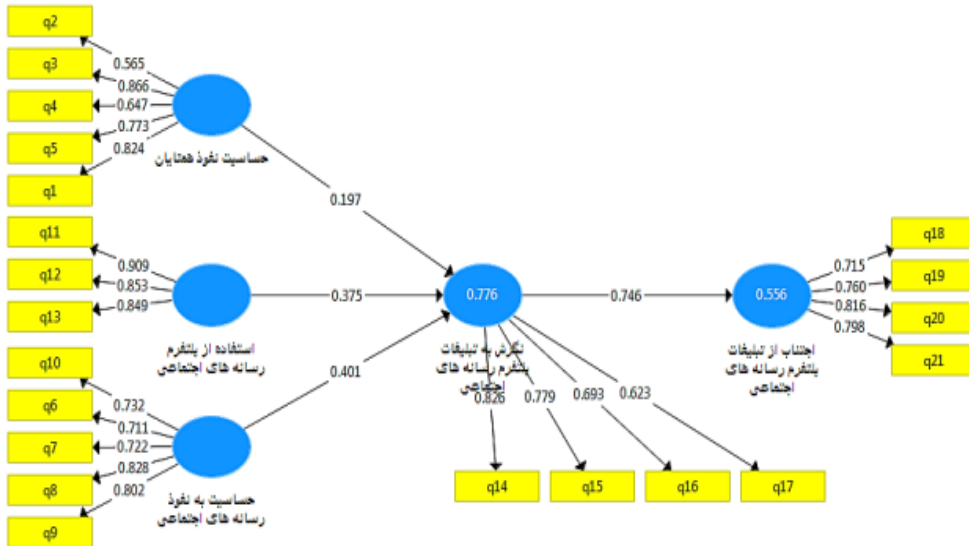 q2
q3
q4
q5
q1
0.565
0.866
0.647
0.773
0.824
حساسیت نفوذ همتایان
0.197
q11
q12
q13
0.909
0.853
0.849
استفاده از پلتفرم
رسانه های اجتماعی
0.375
q10
q6
q7
q8
q9
0.732
0.711
0.722
0.828
0.802
حساسیت به نفوذ
رسانه های اجتماعی
0.401
0.776
نگرش به تبلیغات
پلتفرم رسانه های
اجتماعی
0.826
0.779
0.693
0.623
q14
q15
q16
q17
0.746
0.556
اجتناب از تبلیغات
پلتفرم رسانه های
اجتماعی
0.715
0.760
0.816
0.798
q18
q19
q20
q21